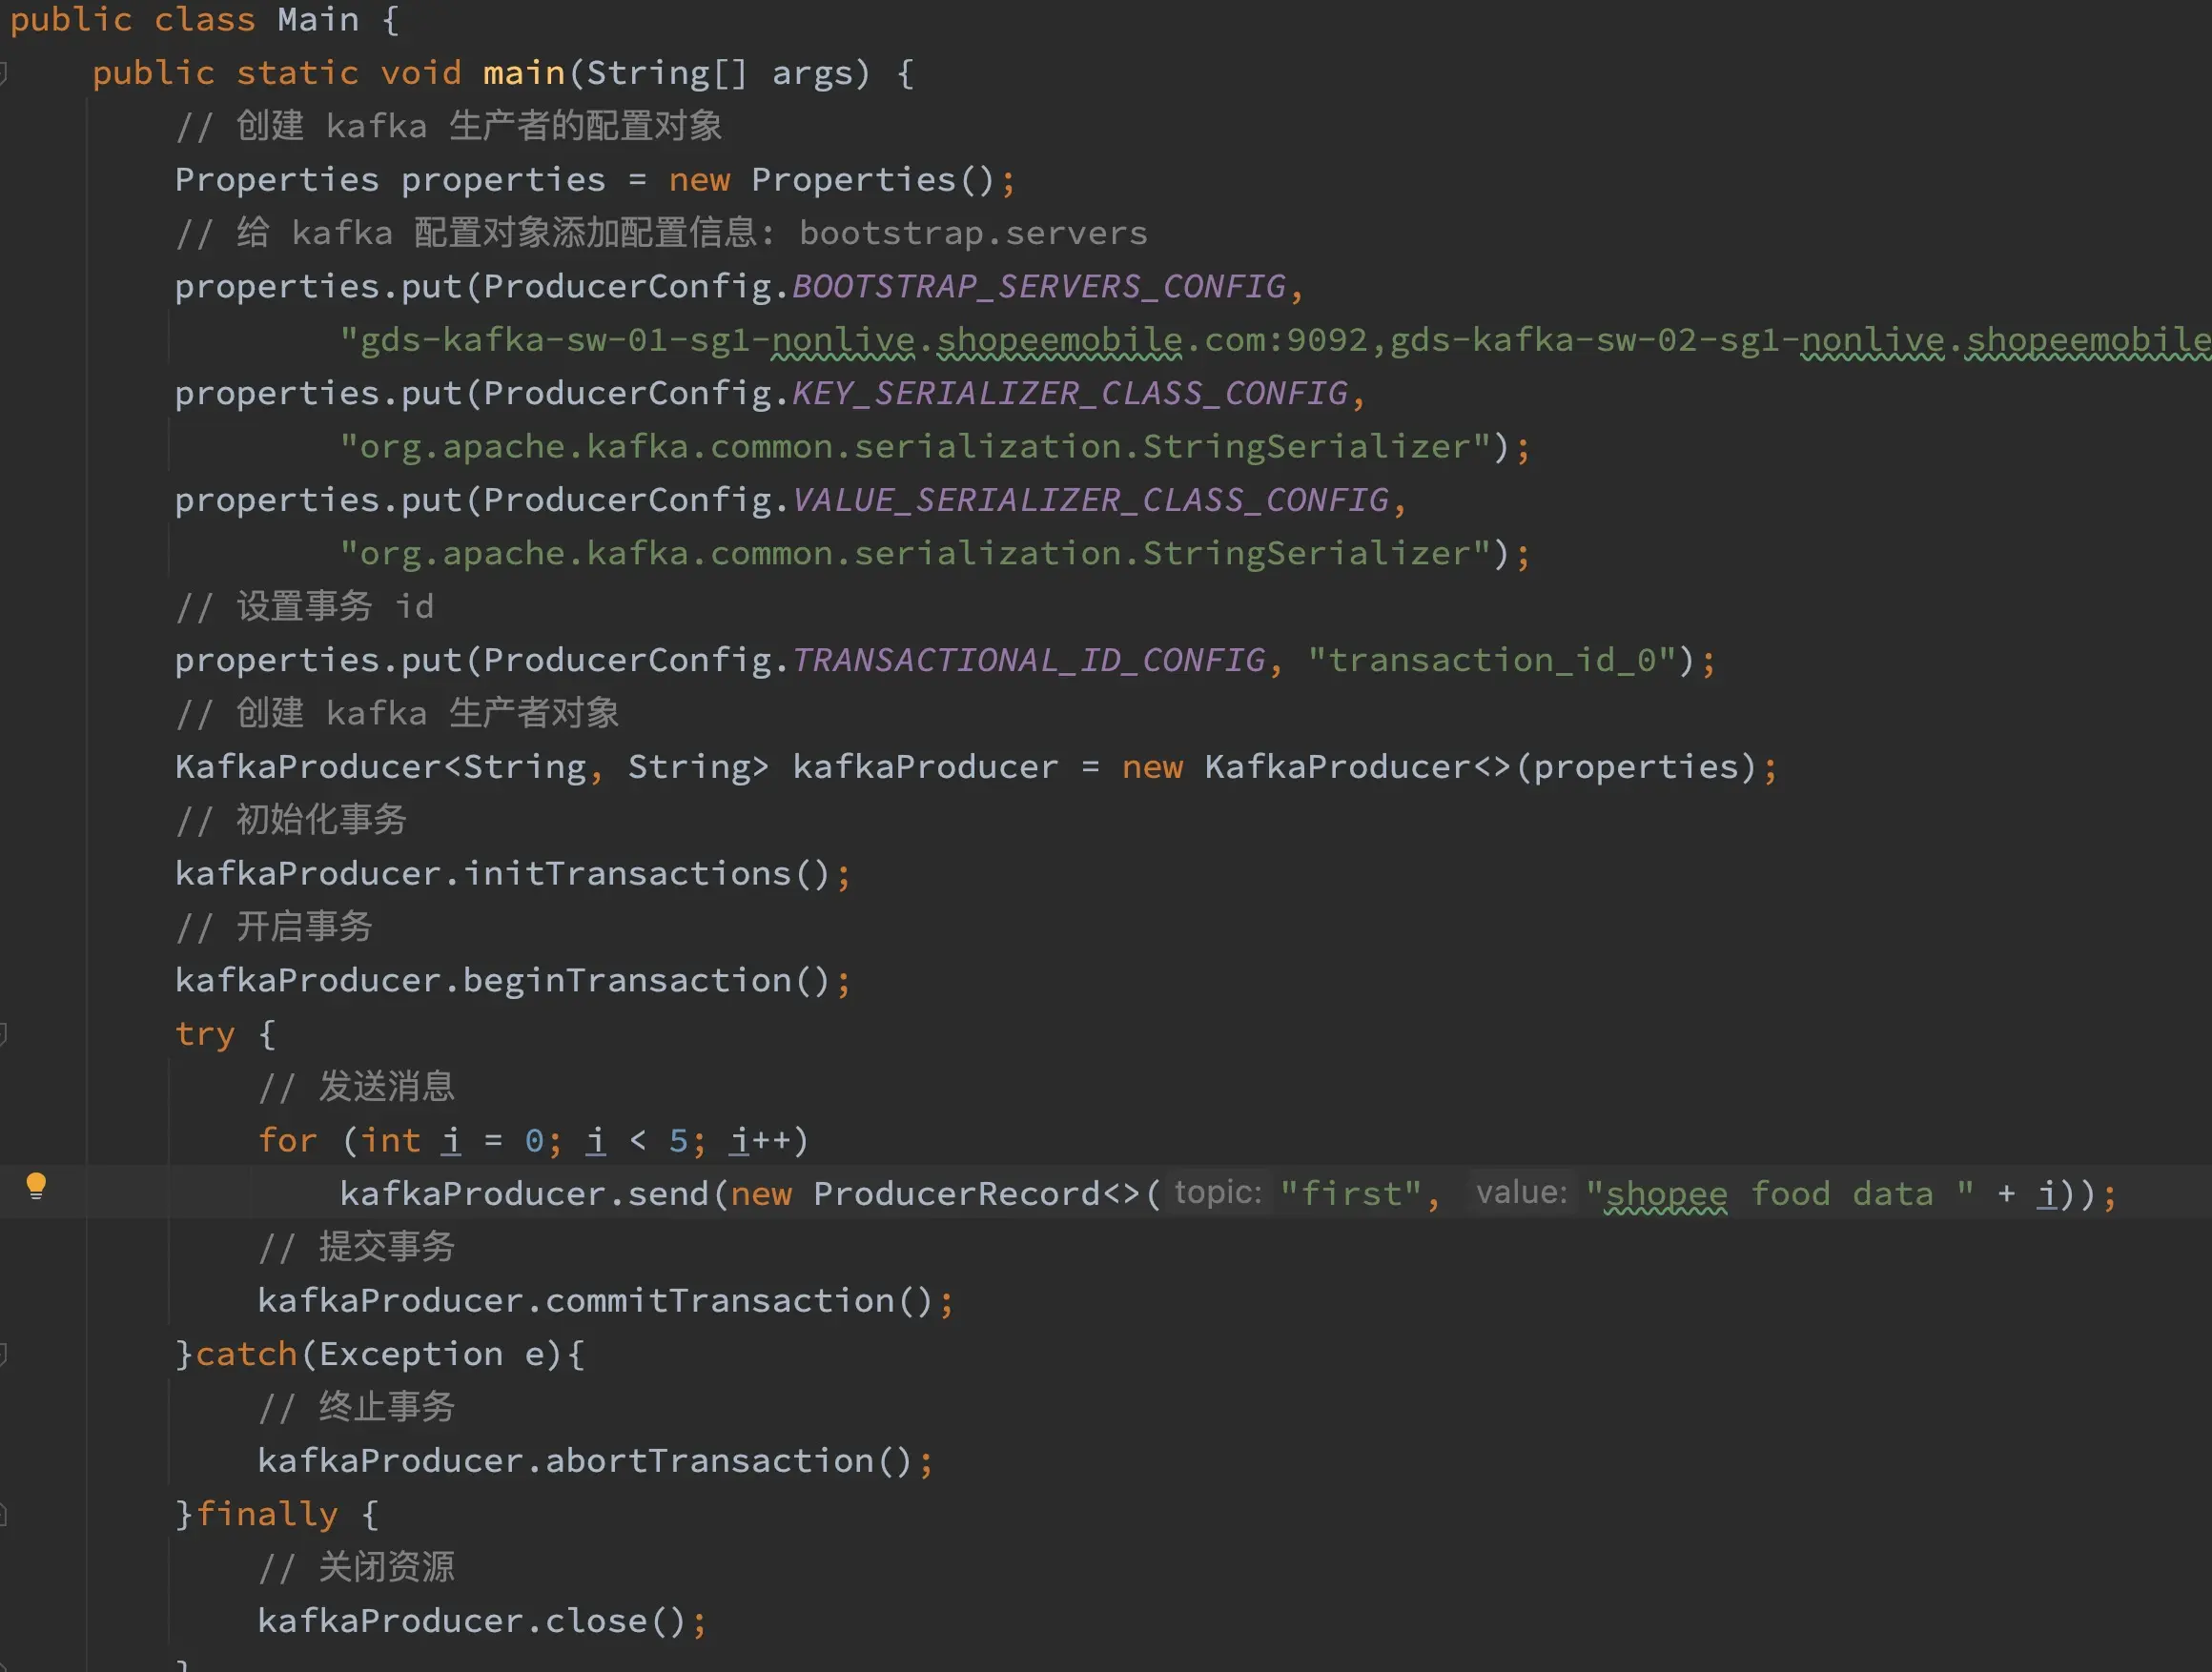 public class Main {
public static void main(String[] args) {
// 创建 kafka 生产者的配置对象
Properties properties = new Properties();
// 给 kafka 配置对象添加配置信息: bootstrap.servers
properties.put(ProducerConfig.BOOTSTRAP_SERVERS_CONFIG,
"gds-kafka-sw-01-sg1-nonlive.shopeemobile.com:9092,gds-kafka-sw-02-sg1-nonlive.shopeemobile
properties.put(ProducerConfig.KEY_SERIALIZER_CLASS_CONFIG,
"org.apache.kafka.common.serialization.StringSerializer");
properties.put(ProducerConfig.VALUE_SERIALIZER_CLASS_CONFIG,
"org.apache.kafka.common.serialization.StringSerializer");
// 设置事务 id
properties.put(ProducerConfig.TRANSACTIONAL_ID_CONFIG, "transaction_id_0");
// 创建 kafka 生产者对象
KafkaProducer<String, String> kafkaProducer = new KafkaProducer<>(properties);
// 初始化事务
kafkaProducer.initTransactions();
// 开启事务
kafkaProducer.beginTransaction();
try {
// 发送消息
for (int i = 0; i < 5; i++)
kafkaProducer.send(new ProducerRecord<>( topic: "first", value: "shopee food data " + i));
// 提交事务
kafkaProducer.commitTransaction();
}catch(Exception e){
// 终止事务
kafkaProducer.abortTransaction();
}finally {
// 关闭资源
kafkaProducer.close();
}